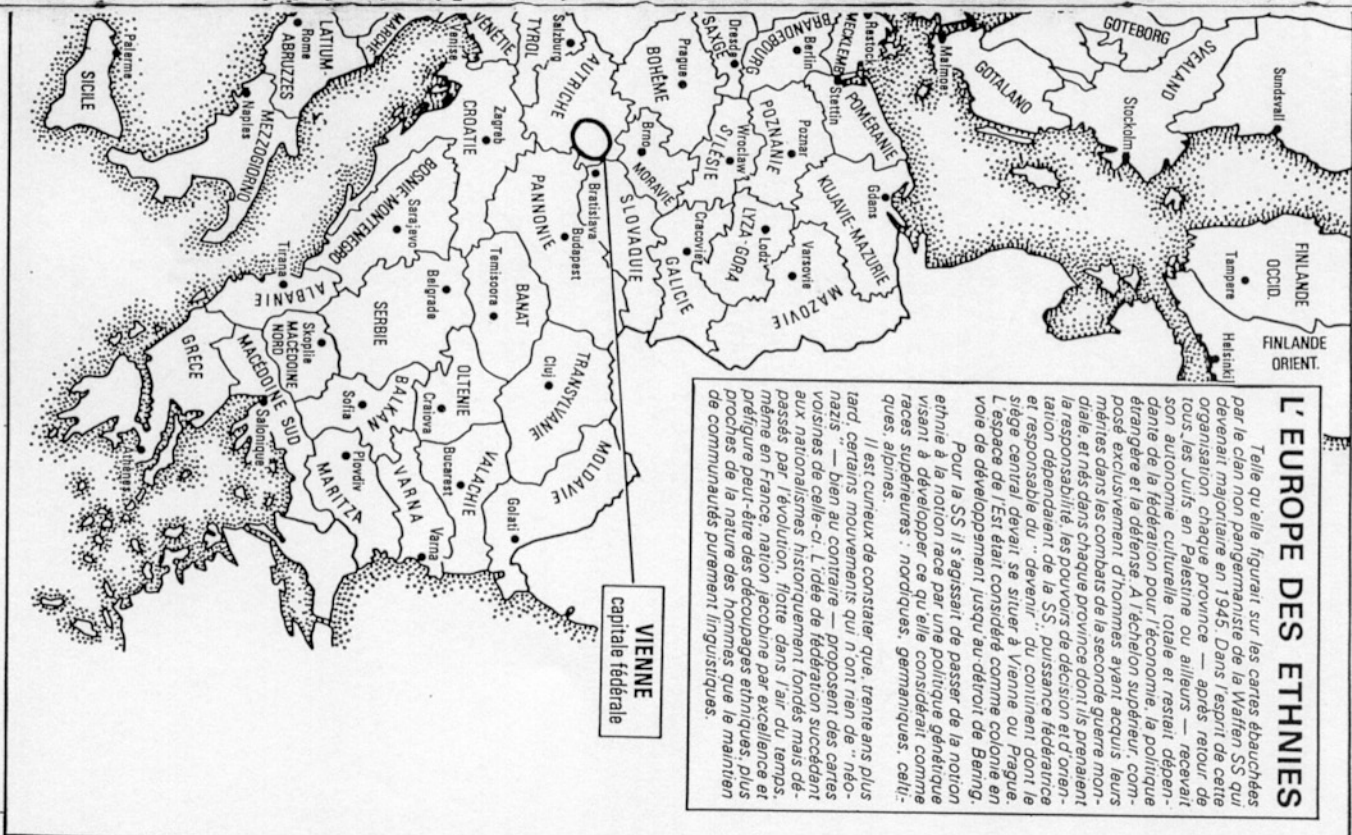 L' EUROPE DES ETHNIES
Telle qu'elle figurait sur les cartes ébauchées
par le clan non pangermaniste de la Waffen SS qui
devenait majoritaire en 1945. Dans l'esprit de cette
organisation, chaque province — après retour de
tous les Juifs en Palestine ou ailleurs — recevait
son autonomie culturelle totale et restait dépen-
dante de la fédération pour l'économie, la politique
étrangère et la défense. A l'échelon supérieur, com-
posé exclusivement d'hommes ayant acquis leurs
mérites dans les combats de la seconde guerre mon-
diale, et nés dans chaque province dont ils prenaient
la responsabilité, les pouvoirs de décision et d'orien-
tation dépendaient de la SS, puissance fédératrice
et responsable du "devenir" du continent dont le
siège central devait se situer à Vienne ou Prague.
L'espace de l'Est était considéré comme colonie en
voie de développement jusqu'au détroit de Béring.
Pour la SS il s'agissait de passer de la notion
ethnie à la notion race par une politique génétique
visant à développer ce qu'elle considérait comme
races supérieures : nordiques, germaniques, celti-
ques, alpines.
Il est curieux de constater que, trente ans plus
tard, certains mouvements qui n'ont rien de "néo-
nazis" — bien au contraire — proposent des cartes
voisines de celle-ci. L'idée de fédération succédant
aux nationalismes historiquement fondés mais dé-
passés par l'évolution, flotte dans l'air du temps,
même en France, nation jacobine par excellence et
préfigure peut-être des découpages ethniques, plus
proches de la nature des hommes que le maintien
de communautés purement linguistiques.
VIENNE
capitale fédérale
Sundsvall
SVEALAND
GOTEBORG
Stockolm
GOTALANO
Malmoe
FINLANDE
OCCID.
Tampere
FINLANDE
ORIENT.
Helsinki
Rostock
MECKLEMB
Stettin
POMÉRANIE
Gdans
BRANDEBOURG
Berlin
POZNANIE
Poznar
KUJAVIE-MAZURIE
Varsovie
MAZOVIE
SAXGE
Dresde
SILÉSIE
Wroclaw
Lodz
LYZA-GORA
BOHÊME
Prague
Brno
MORAVIE
Cracovie
GALICIE
TYROL
Salzburg
AUTRICHE
Bratislava
SLOVAQUIE
VÉNÉTIE
Venise
PANNONIE
Budapest
TRANSYLVANIE
Cluj
MOLDAVIE
Golati
Zagreb
CROATIE
Temisoora
BANAT
MARCHE
BOSNIE-MONTENEGRO
Sarajevo
Belgrade
SERBIE
OLTENIE
Craiova
VALACHIE
Bucarest
LATIUM
Rome
ABRUZZES
BALKAN
Sofia
VARNA
Varna
Naples
MEZZOGIORNO
Trana
ALBANIE
Skoplie
MACEDOINE
NORD
MACEDOINE SUD
Plovdiv
MARITZA
Salonique
GRECE
Athènes
Palerme
SICILE